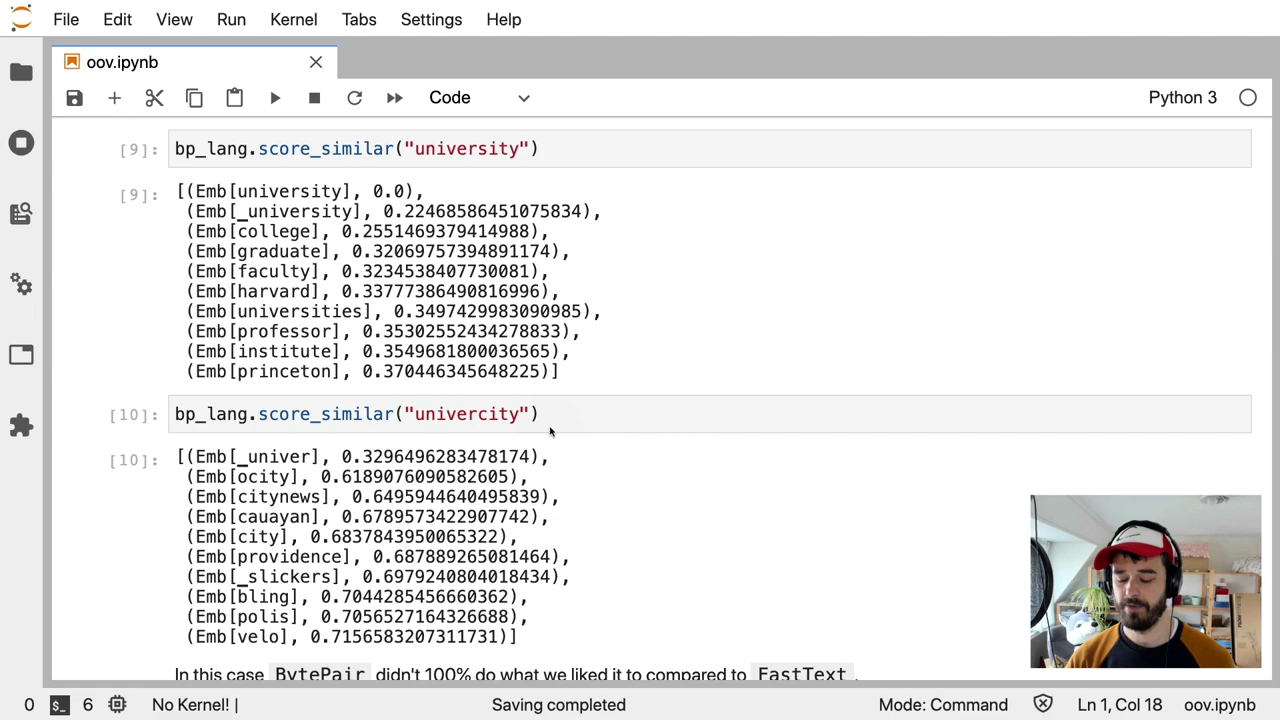 File Edit View Run Kernel Tabs Settings Help
oov.ipynb
Code
Python 3
[9]: bp_lang.score_similar("university")
[9]: [(Emb[university], 0.0),
(Emb[_university], 0.22468586451075834),
(Emb[college], 0.2551469379414988),
(Emb[graduate], 0.32069757394891174),
(Emb[faculty], 0.3234538407730081),
(Emb[harvard], 0.33777386490816996),
(Emb[universities], 0.3497429983090985),
(Emb[professor], 0.35302552434278833),
(Emb[institute], 0.3549681800036565),
(Emb[princeton], 0.370446345648225)]
[10]: bp_lang.score_similar("univercity")
[10]: [(Emb[_univer], 0.3296496283478174),
(Emb[ocity], 0.6189076090582605),
(Emb[citynews], 0.6495944640495839),
(Emb[cauayan], 0.6789573422907742),
(Emb[city], 0.6837843950065322),
(Emb[providence], 0.687889265081464),
(Emb[_slickers], 0.6979240804018434),
(Emb[bling], 0.7044285456660362),
(Emb[polis], 0.7056527164326688),
(Emb[velo], 0.7156583207311731)]
In this case BytePair didn't 100% do what we liked it to compared to FastText.
0 $_ 6 No Kernel! | Saving completed Mode: Command Ln 1, Col 18 oov.ipynb